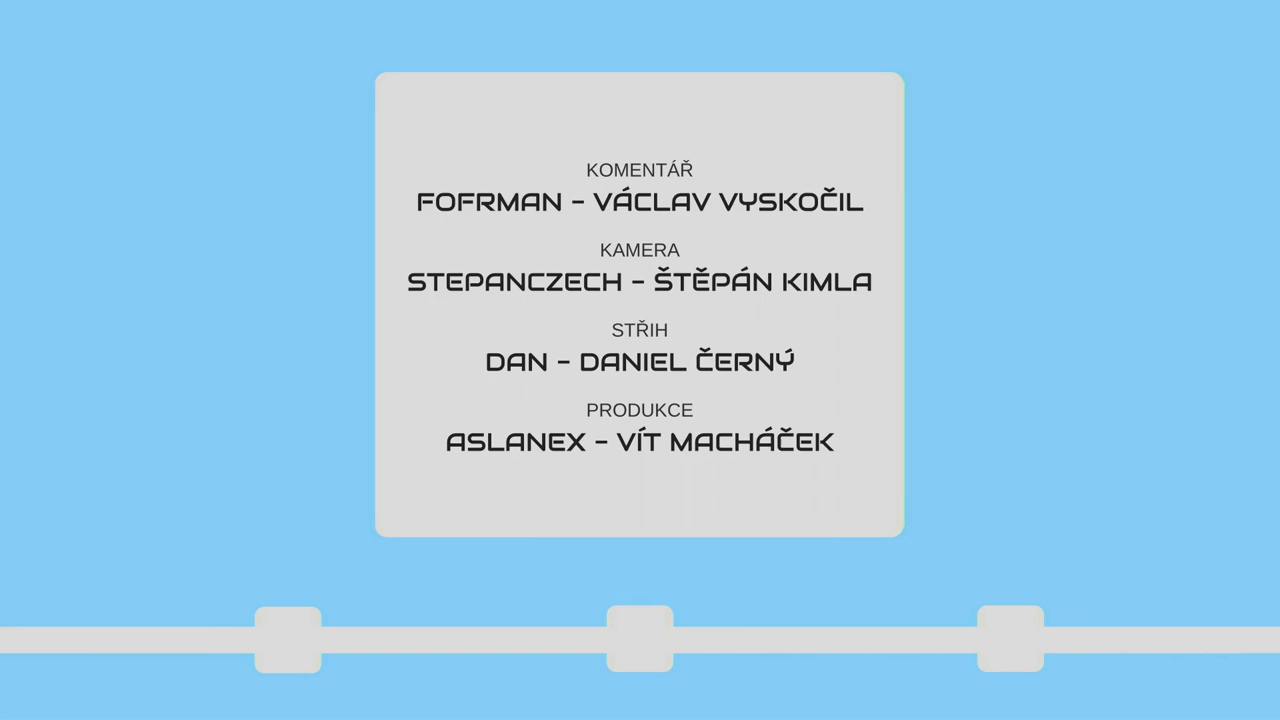 KOMENTÁŘ
FOFRMAN - VÁCLAV VYSKOČIL
KAMERA
STEPANCZECH - ŠTĚPÁN KIMLA
STŘIH
DAN - DANIEL ČERNÝ
PRODUKCE
ASLANEX - VÍT MACHÁČEK